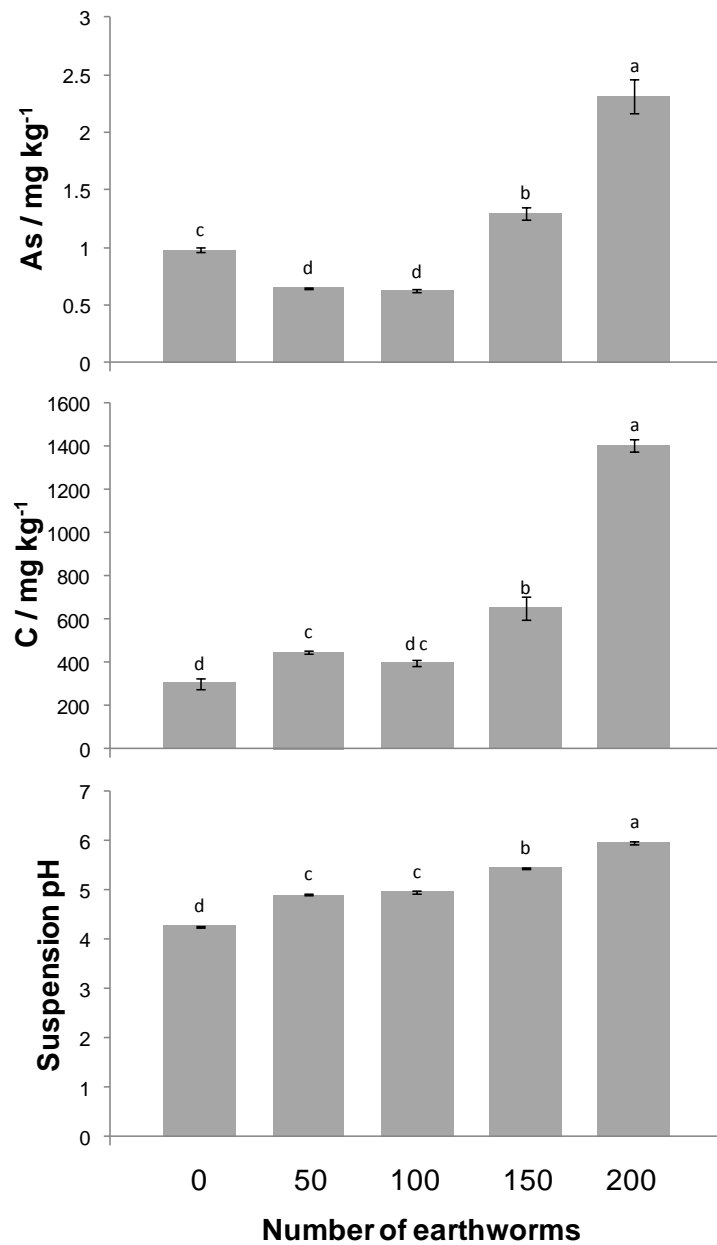 3
2.5
2
1.5
1
0.5
0
As / mg kg⁻¹
c
d
d
b
a
1600
1400
1200
1000
800
600
400
200
0
C / mg kg⁻¹
d
c
d c
b
a
7
6
5
4
3
2
1
0
Suspension pH
d
c
c
b
a
0 50 100 150 200
Number of earthworms